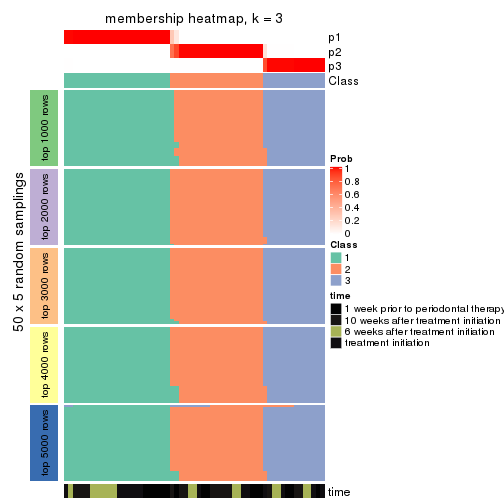 membership heatmap, k = 3
p1
p2
p3
Class
50 x 5 random samplings
top 1000 rows
top 2000 rows
top 3000 rows
top 4000 rows
top 5000 rows
Prob
1
0.8
0.6
0.4
0.2
0
Class
1
2
3
time
1 week prior to periodontal therapy
10 weeks after treatment initiation
6 weeks after treatment initiation
treatment initiation
time